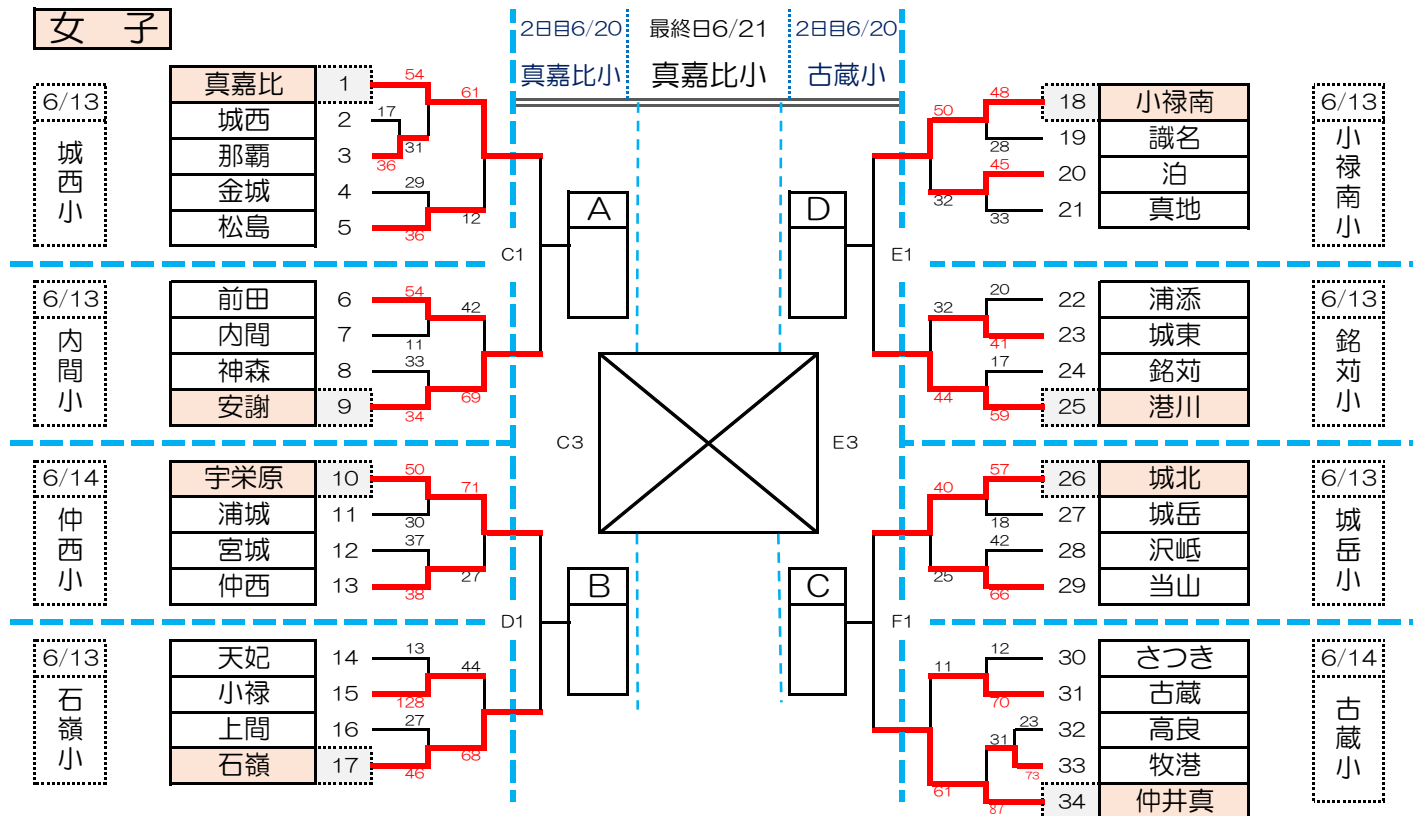 女 子
2日目6/20 最終日6/21 2日目6/20
真嘉比小 真嘉比小 古蔵小
6/13
城西小
真嘉比 1
城西 2
那覇 3
金城 4
松島 5
54
17
36
31
29
36
61
12
C1
6/13
内間小
前田 6
内間 7
神森 8
安謝 9
54
11
33
34
42
69
C3
6/14
仲西小
宇栄原 10
浦城 11
宮城 12
仲西 13
50
30
37
38
71
27
D1
6/13
石嶺小
天妃 14
小禄 15
上間 16
石嶺 17
13
128
27
46
44
68
A
B
D
C
6/13
小禄南小
18 小禄南
19 識名
20 泊
21 真地
48
28
45
33
50
32
E1
6/13
銘苅小
22 浦添
23 城東
24 銘苅
25 港川
20
41
17
59
32
44
E3
6/13
城岳小
26 城北
27 城岳
28 沢岻
29 当山
57
18
42
66
40
25
F1
6/14
古蔵小
30 さつき
31 古蔵
32 高良
33 牧港
34 仲井真
12
70
23
73
31
87
11
61